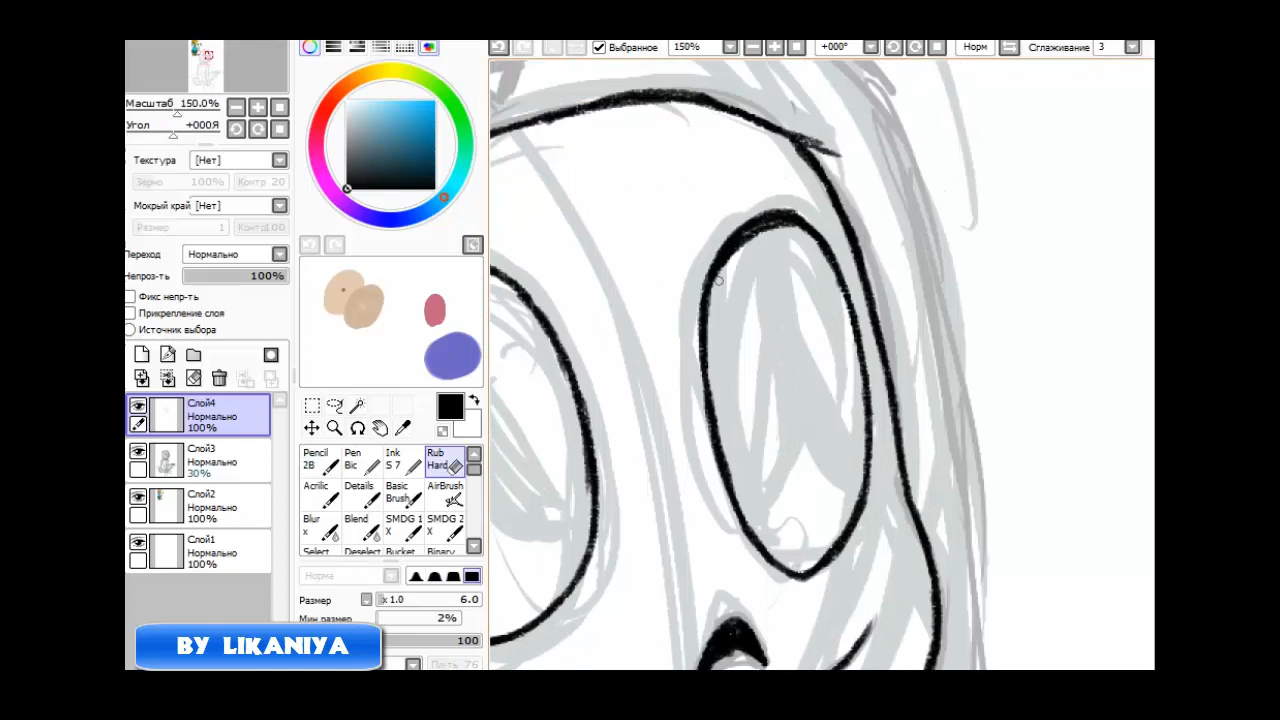 Выбранное 150% +000° Норм Сглаживание 3
Масштаб 150.0%
Угол +000Я
Текстура [Нет]
Зерно 100% Контр 20
Мокрый край [Нет]
Размер 1 Контр100
Переход Нормально
Непроз-ть 100%
Фикс непр-ть
Прикрепление слоя
Источник выбора
Слой4
Нормально
100%
Слой3
Нормально
30%
Слой2
Нормально
100%
Слой1
Нормально
100%
Pencil Pen Ink Rub
2B Bic S 7 Hard
Acrilic Details Basic AirBrush
Brush
Blur Blend SMDG 1 SMDG 2
x X X
Select Deselect Bucket Binary
Норма
Размер x 1.0 6.0
Мин размер 2%
100
Пл-ть 76
BY LIKANIYA